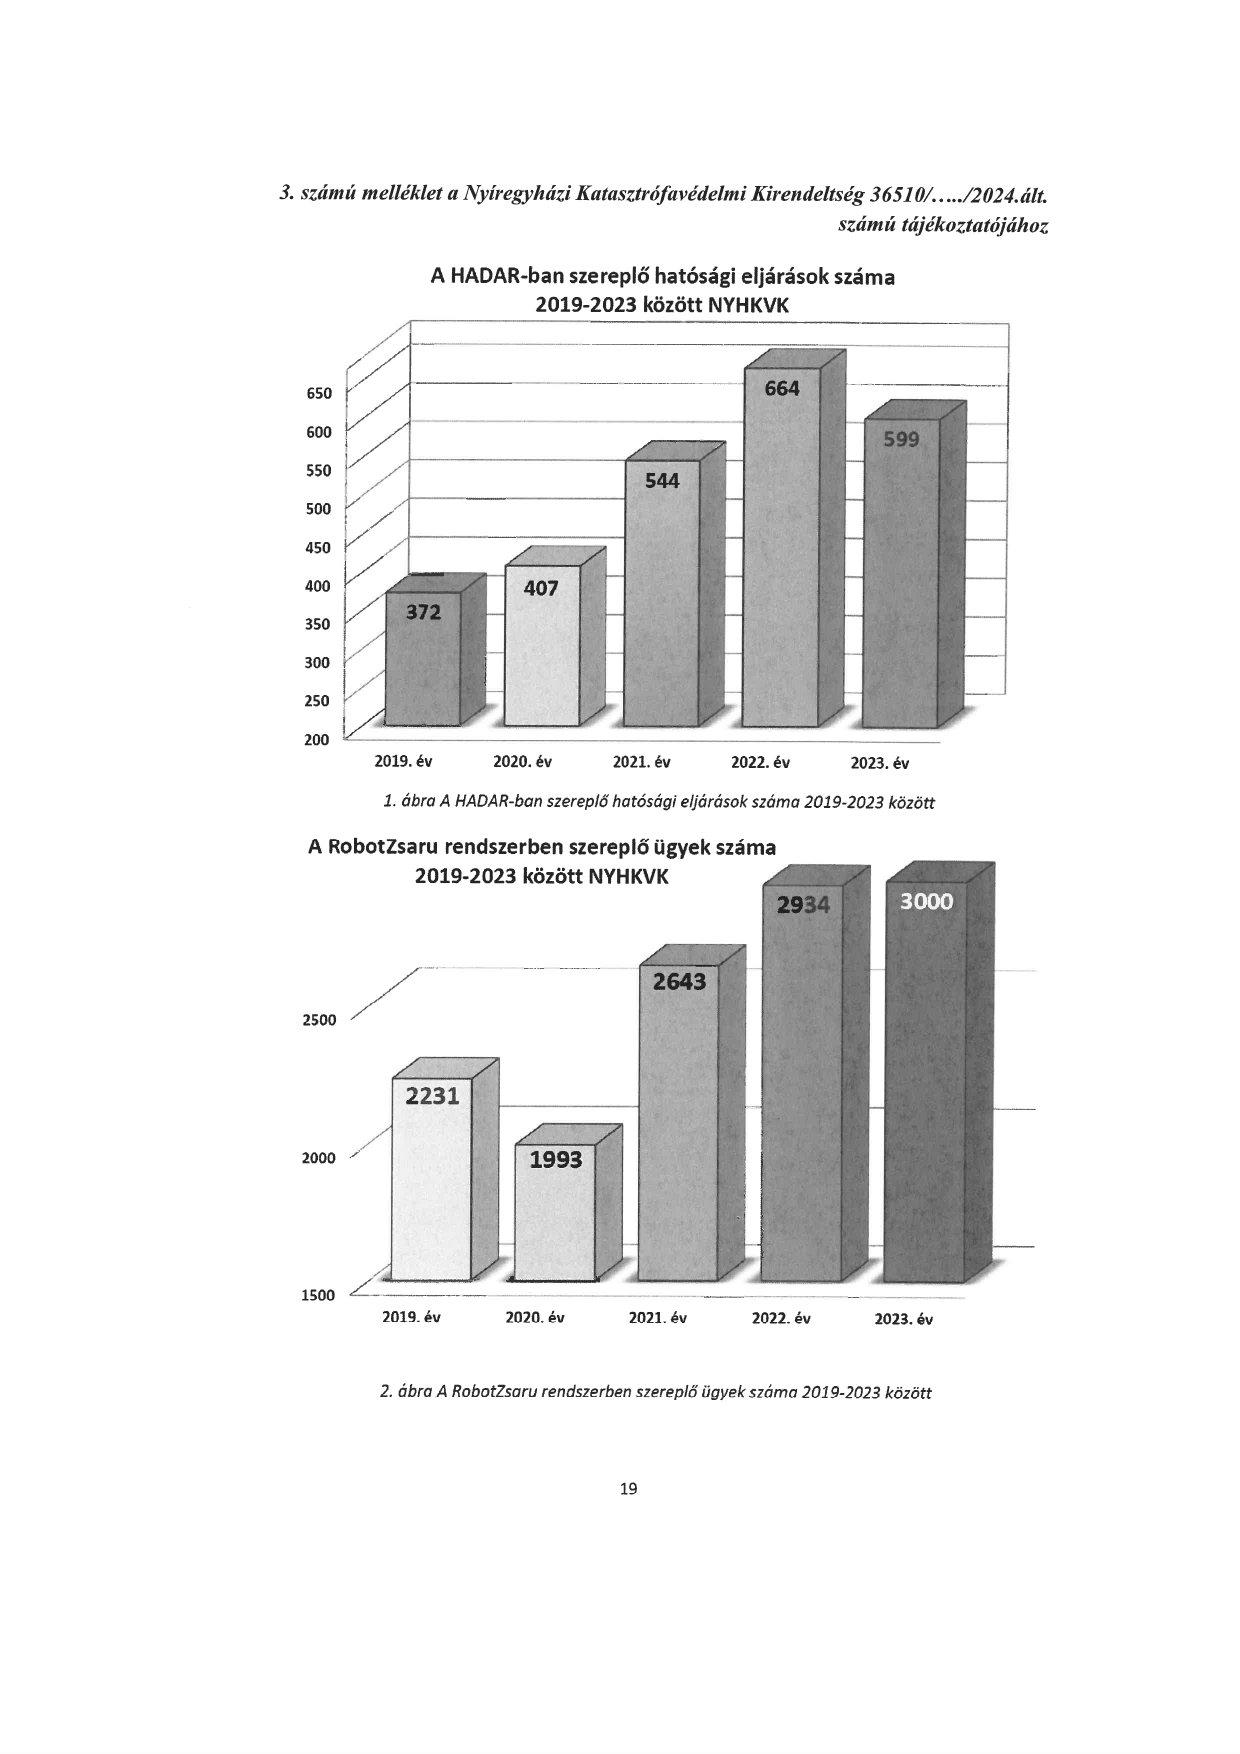 3. számú melléklet a Nyíregyházi Katasztrófavédelmi Kirendeltség 36510/…../2024.ált.
számú tájékoztatójához
A HADAR-ban szereplő hatósági eljárások száma
2019-2023 között NYHKVK
650
600
550
500
450
400
350
300
250
200
372
407
544
664
599
2019. év
2020. év
2021. év
2022. év
2023. év
1. ábra A HADAR-ban szereplő hatósági eljárások száma 2019-2023 között
A RobotZsaru rendszerben szereplő ügyek száma
2019-2023 között NYHKVK
2500
2000
1500
2231
1993
2643
2934
3000
2019. év
2020. év
2021. év
2022. év
2023. év
2. ábra A RobotZsaru rendszerben szereplő ügyek száma 2019-2023 között
19